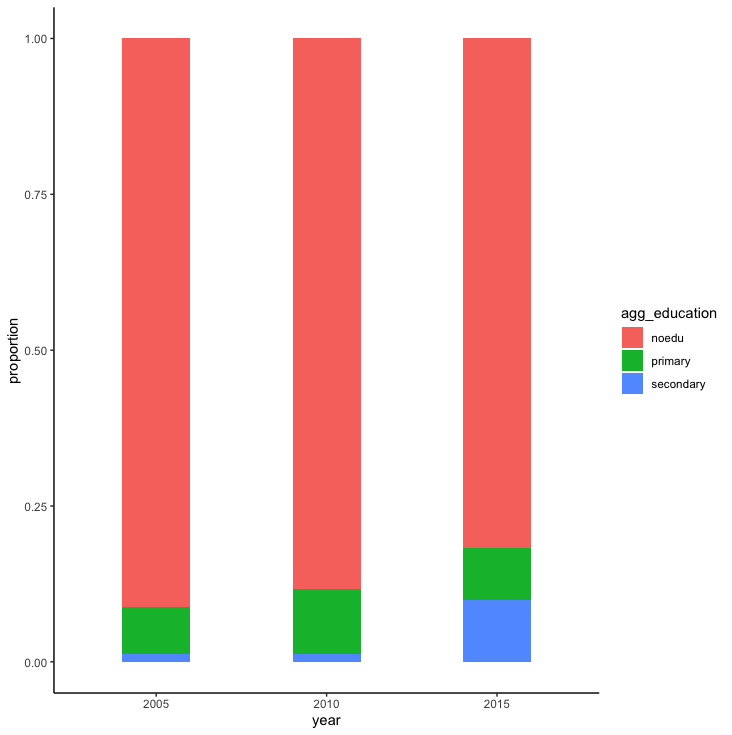 1.00
0.75
0.50
0.25
0.00
proportion
2005 2010 2015
year
agg_education
noedu
primary
secondary